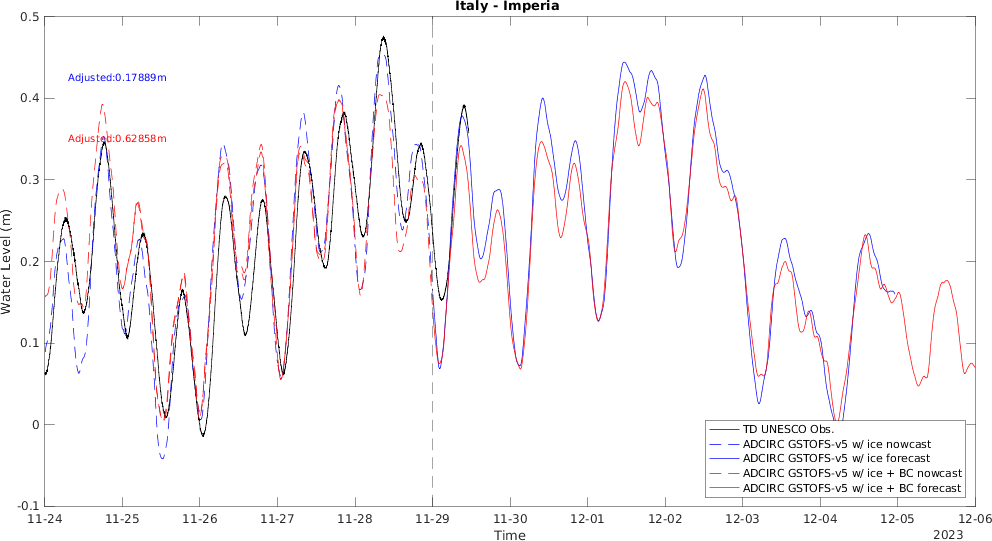 Italy - Imperia
0.5
0.4
0.3
0.2
0.1
0
-0.1
Water Level (m)
Adjusted:0.17889m
Adjusted:0.62858m
TD UNESCO Obs.
ADCIRC GSTOFS-v5 w/ ice nowcast
ADCIRC GSTOFS-v5 w/ ice forecast
ADCIRC GSTOFS-v5 w/ ice + BC nowcast
ADCIRC GSTOFS-v5 w/ ice + BC forecast
11-24 11-25 11-26 11-27 11-28 11-29 11-30 12-01 12-02 12-03 12-04 12-05 12-06
Time
2023